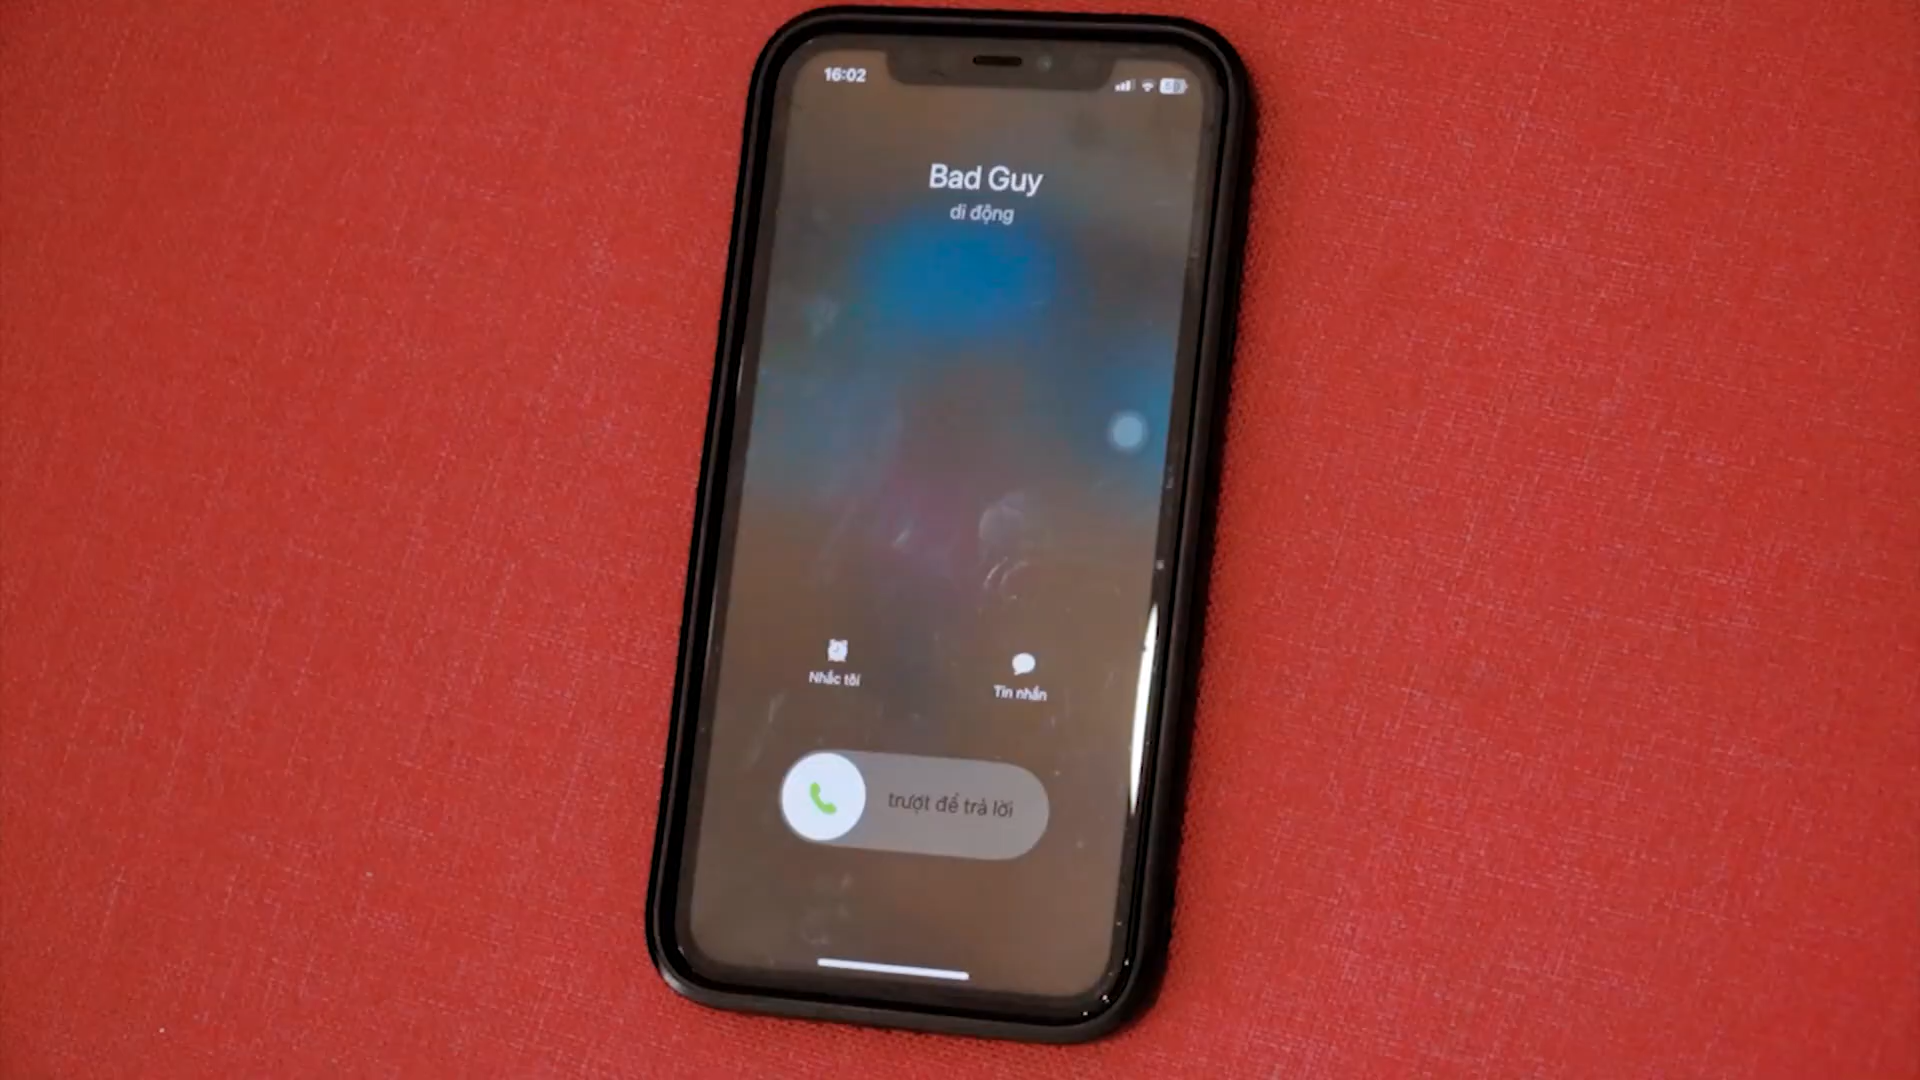 16:02
Bad Guy
di động
Nhắc tôi
Tin nhắn
trượt để trả lời